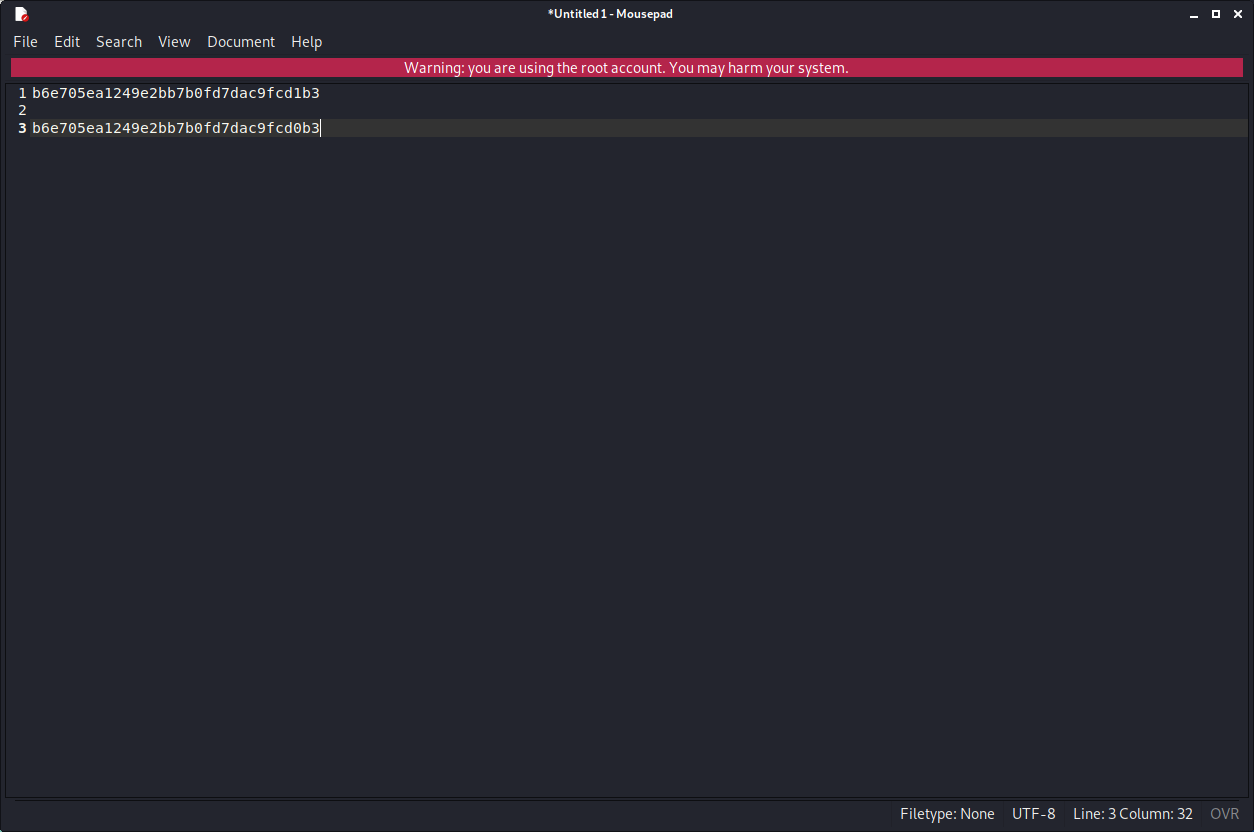 *Untitled 1 - Mousepad
File Edit Search View Document Help
Warning: you are using the root account. You may harm your system.
1 b6e705ea1249e2bb7b0fd7dac9fcd1b3
2
3 b6e705ea1249e2bb7b0fd7dac9fcd0b3
Filetype: None UTF-8 Line: 3 Column: 32 OVR